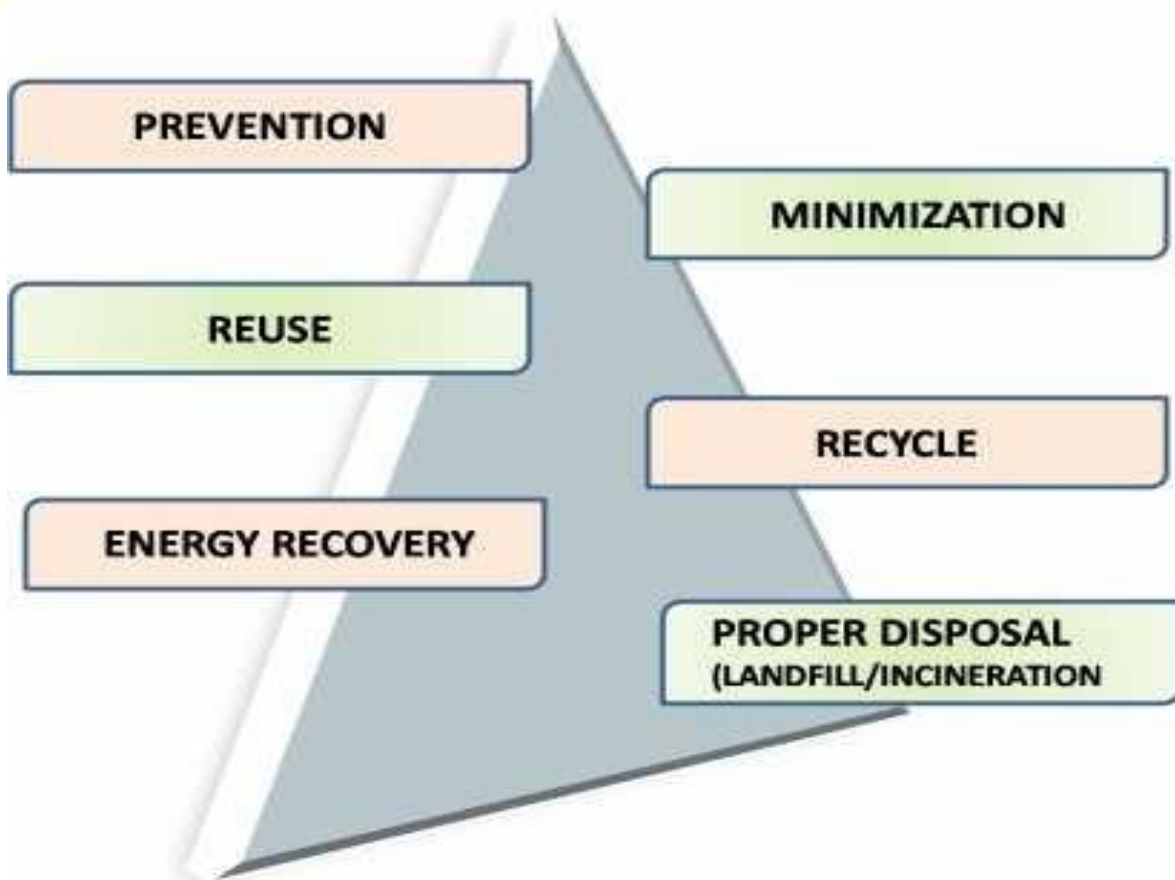 PREVENTION
MINIMIZATION
REUSE
RECYCLE
ENERGY RECOVERY
PROPER DISPOSAL
(LANDFILL/INCINERATION